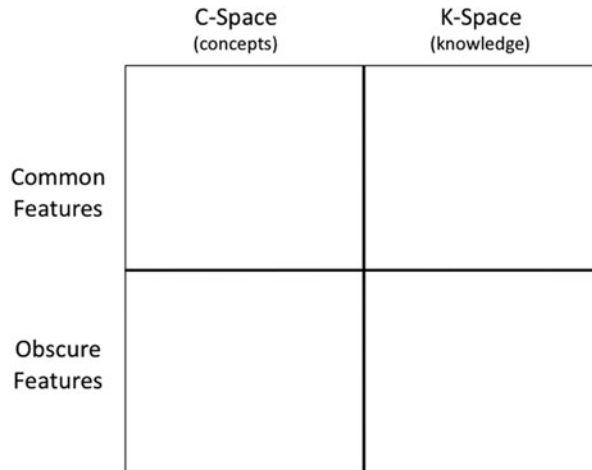 C-Space K-Space
(concepts) (knowledge)
Common
Features
Obscure
Features